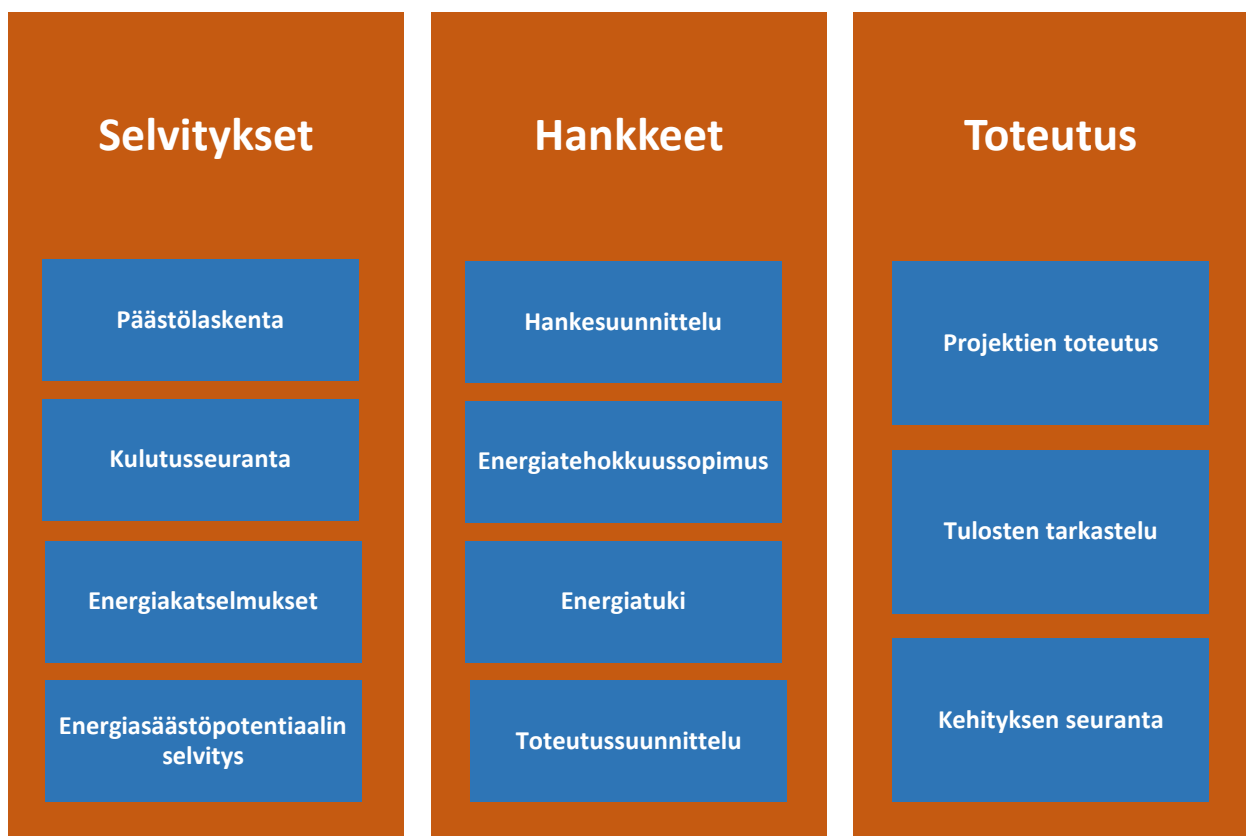 Selvitykset
Päästölaskenta
Kulutusseuranta
Energiakatselmukset
Energiasäästöpotentiaalin
selvitys
Hankkeet
Hankesuunnittelu
Energiatehokkuussopimus
Energiatuki
Toteutussuunnittelu
Toteutus
Projektien toteutus
Tulosten tarkastelu
Kehityksen seuranta